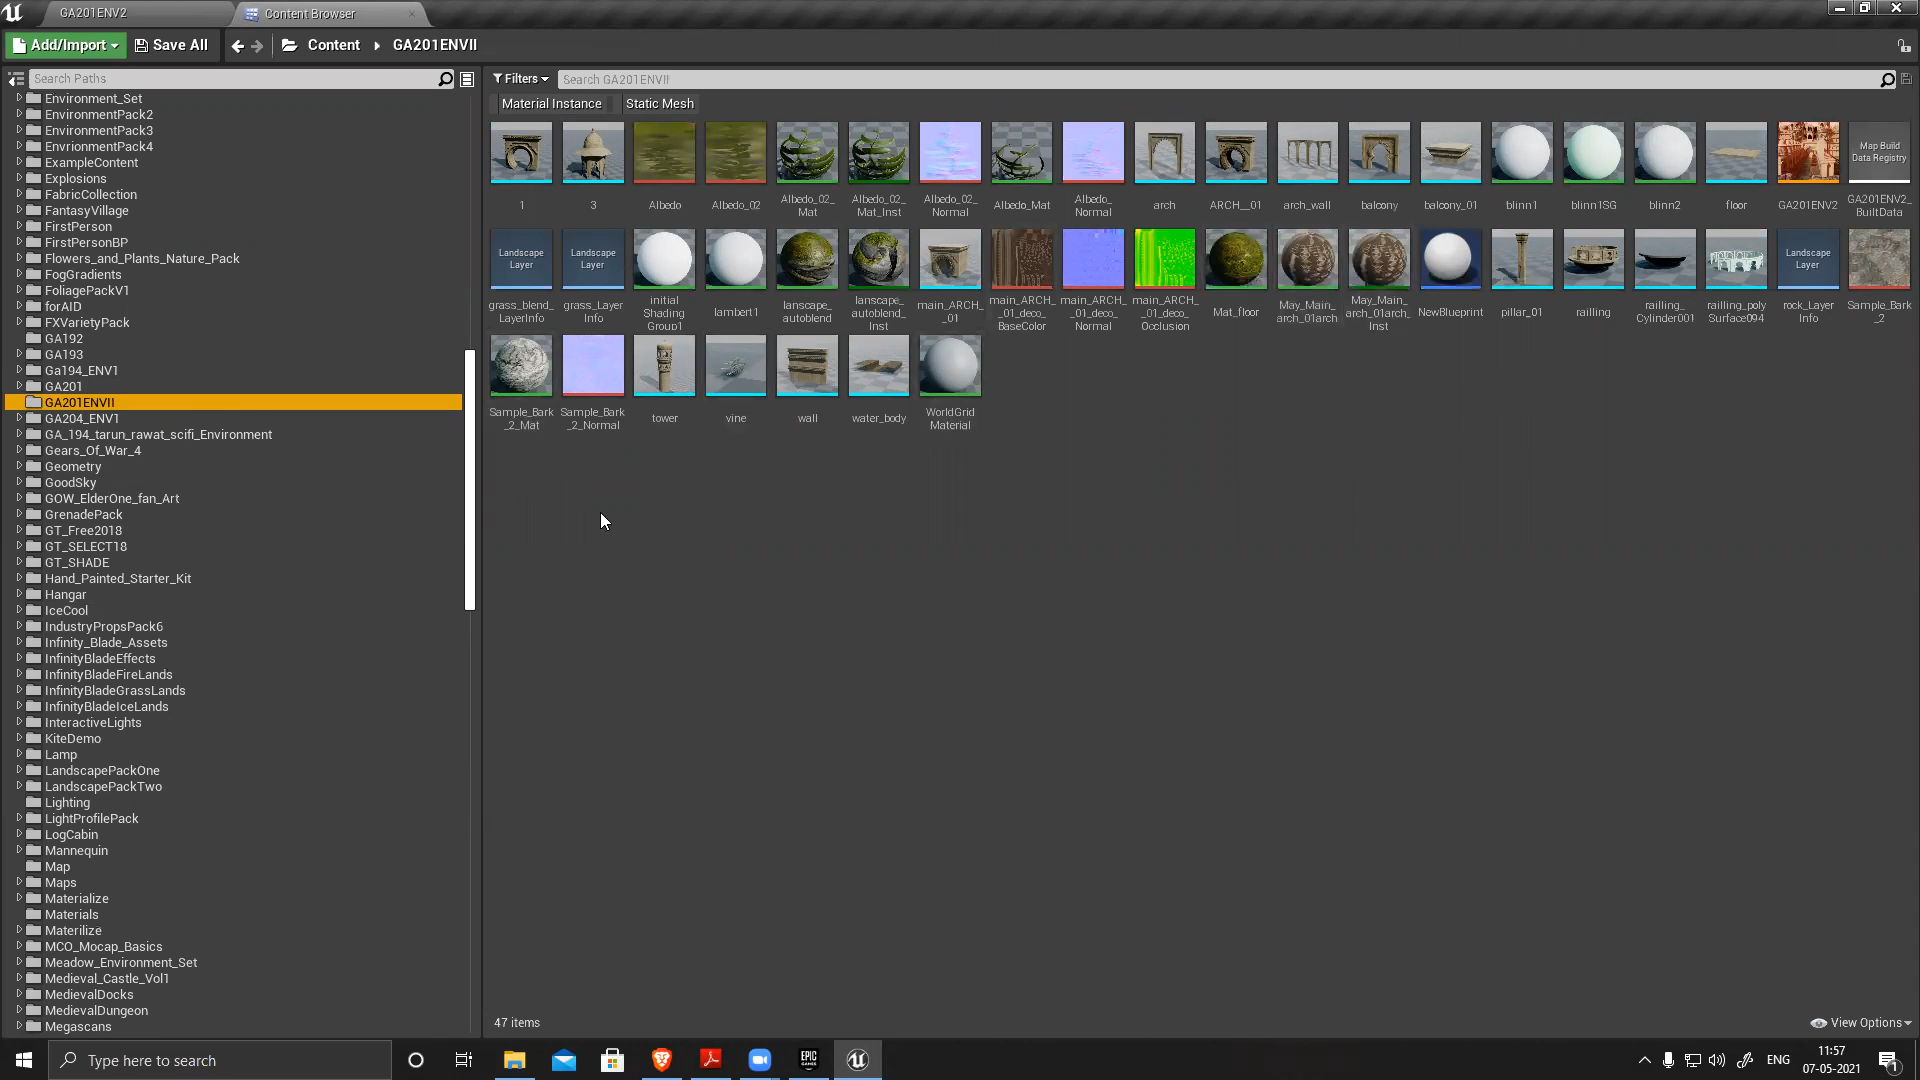 GA201ENV2
Content Browser
Add/Import
Save All
Content
GA201ENVII
Search Paths
Filters
Search GA201ENVII
Material Instance
Static Mesh
Environment_Set
EnvironmentPack2
EnvironmentPack3
EnvrionmentPack4
ExampleContent
Explosions
FabricCollection
FantasyVillage
FirstPerson
FirstPersonBP
Flowers_and_Plants_Nature_Pack
FogGradients
FoliagePackV1
forAID
FXVarietyPack
GA192
GA193
Ga194_ENV1
GA201
GA201ENVII
GA204_ENV1
GA_194_tarun_rawat_scifi_Environment
Gears_Of_War_4
Geometry
GoodSky
GOW_ElderOne_fan_Art
GrenadePack
GT_Free2018
GT_SELECT18
GT_SHADE
Hand_Painted_Starter_Kit
Hangar
IceCool
IndustryPropsPack6
Infinity_Blade_Assets
InfinityBladeEffects
InfinityBladeFireLands
InfinityBladeGrassLands
InfinityBladeIceLands
InteractiveLights
KiteDemo
Lamp
LandscapePackOne
LandscapePackTwo
Lighting
LightProfilePack
LogCabin
Mannequin
Map
Maps
Materialize
Materials
Materilize
MCO_Mocap_Basics
Meadow_Environment_Set
Medieval_Castle_Vol1
MedievalDocks
MedievalDungeon
Megascans
Map Build
Data Registry
1
3
Albedo
Albedo_02
Albedo_02_
Mat
Albedo_02_
Mat_Inst
Albedo_02_
Normal
Albedo_Mat
Albedo_
Normal
arch
ARCH__01
arch_wall
balcony
balcony_01
blinn1
blinn1SG
blinn2
floor
GA201ENV2
GA201ENV2_
BuiltData
Landscape
Layer
Landscape
Layer
Landscape
Layer
grass_blend_
LayerInfo
grass_Layer
Info
initial
Shading
Group1
lambert1
lanscape_
autoblend
lanscape_
autoblend_
Inst
main_ARCH_
_01
main_ARCH_
_01_deco_
BaseColor
main_ARCH_
_01_deco_
Normal
main_ARCH_
_01_deco_
Occlusion
Mat_floor
May_Main_
arch_01arch
May_Main_
arch_01arch_
Inst
NewBlueprint
pillar_01
railling
railling_
Cylinder001
railling_poly
Surface094
rock_Layer
Info
Sample_Bark
_2
Sample_Bark
_2_Mat
Sample_Bark
_2_Normal
tower
vine
wall
water_body
WorldGrid
Material
47 items
View Options
Type here to search
EPIC
GAMES
ENG
11:57
07-05-2021
1